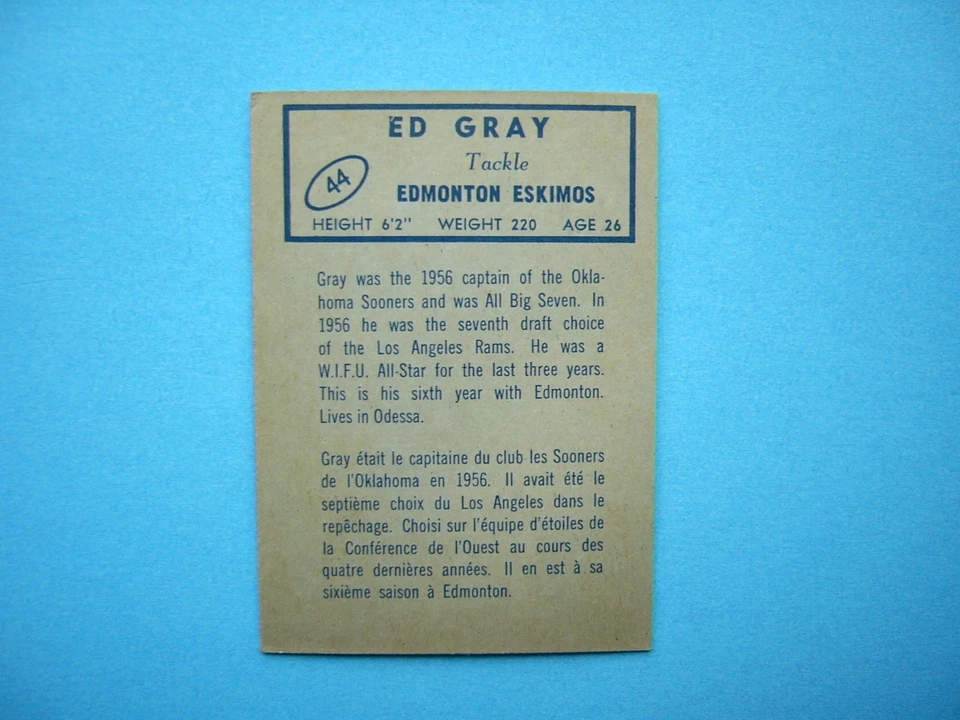 ED GRAY
Tackle
44
EDMONTON ESKIMOS
HEIGHT 6'2" WEIGHT 220 AGE 26
Gray was the 1956 captain of the Okla-
homa Sooners and was All Big Seven. In
1956 he was the seventh draft choice
of the Los Angeles Rams. He was a
W.I.F.U. All-Star for the last three years.
This is his sixth year with Edmonton.
Lives in Odessa.
Gray était le capitaine du club les Sooners
de l'Oklahoma en 1956. Il avait été le
septième choix du Los Angeles dans le
repêchage. Choisi sur l'équipe d'étoiles de
la Conférence de l'Ouest au cours des
quatre dernières années. Il en est à sa
sixième saison à Edmonton.